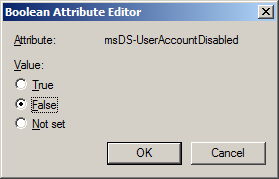 Boolean Attribute Editor
Attribute: msDS-UserAccountDisabled
Value:
True
False
Not set
OK Cancel